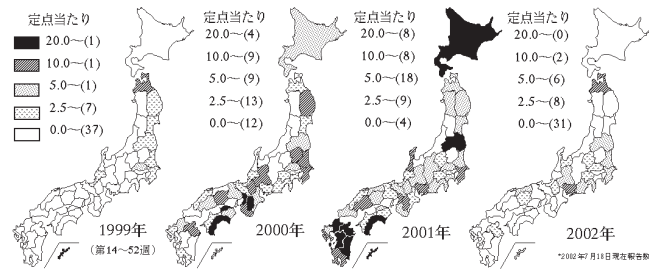 定点当たり
20.0～(1)
10.0～(1)
5.0～(1)
2.5～(7)
0.0～(37)
1999年
(第14～52週)
定点当たり
20.0～(4)
10.0～(9)
5.0～(9)
2.5～(13)
0.0～(12)
2000年
定点当たり
20.0～(8)
10.0～(8)
5.0～(18)
2.5～(9)
0.0～(4)
2001年
定点当たり
20.0～(0)
10.0～(2)
5.0～(6)
2.5～(8)
0.0～(31)
2002年
*2002年7月18日現在報告数